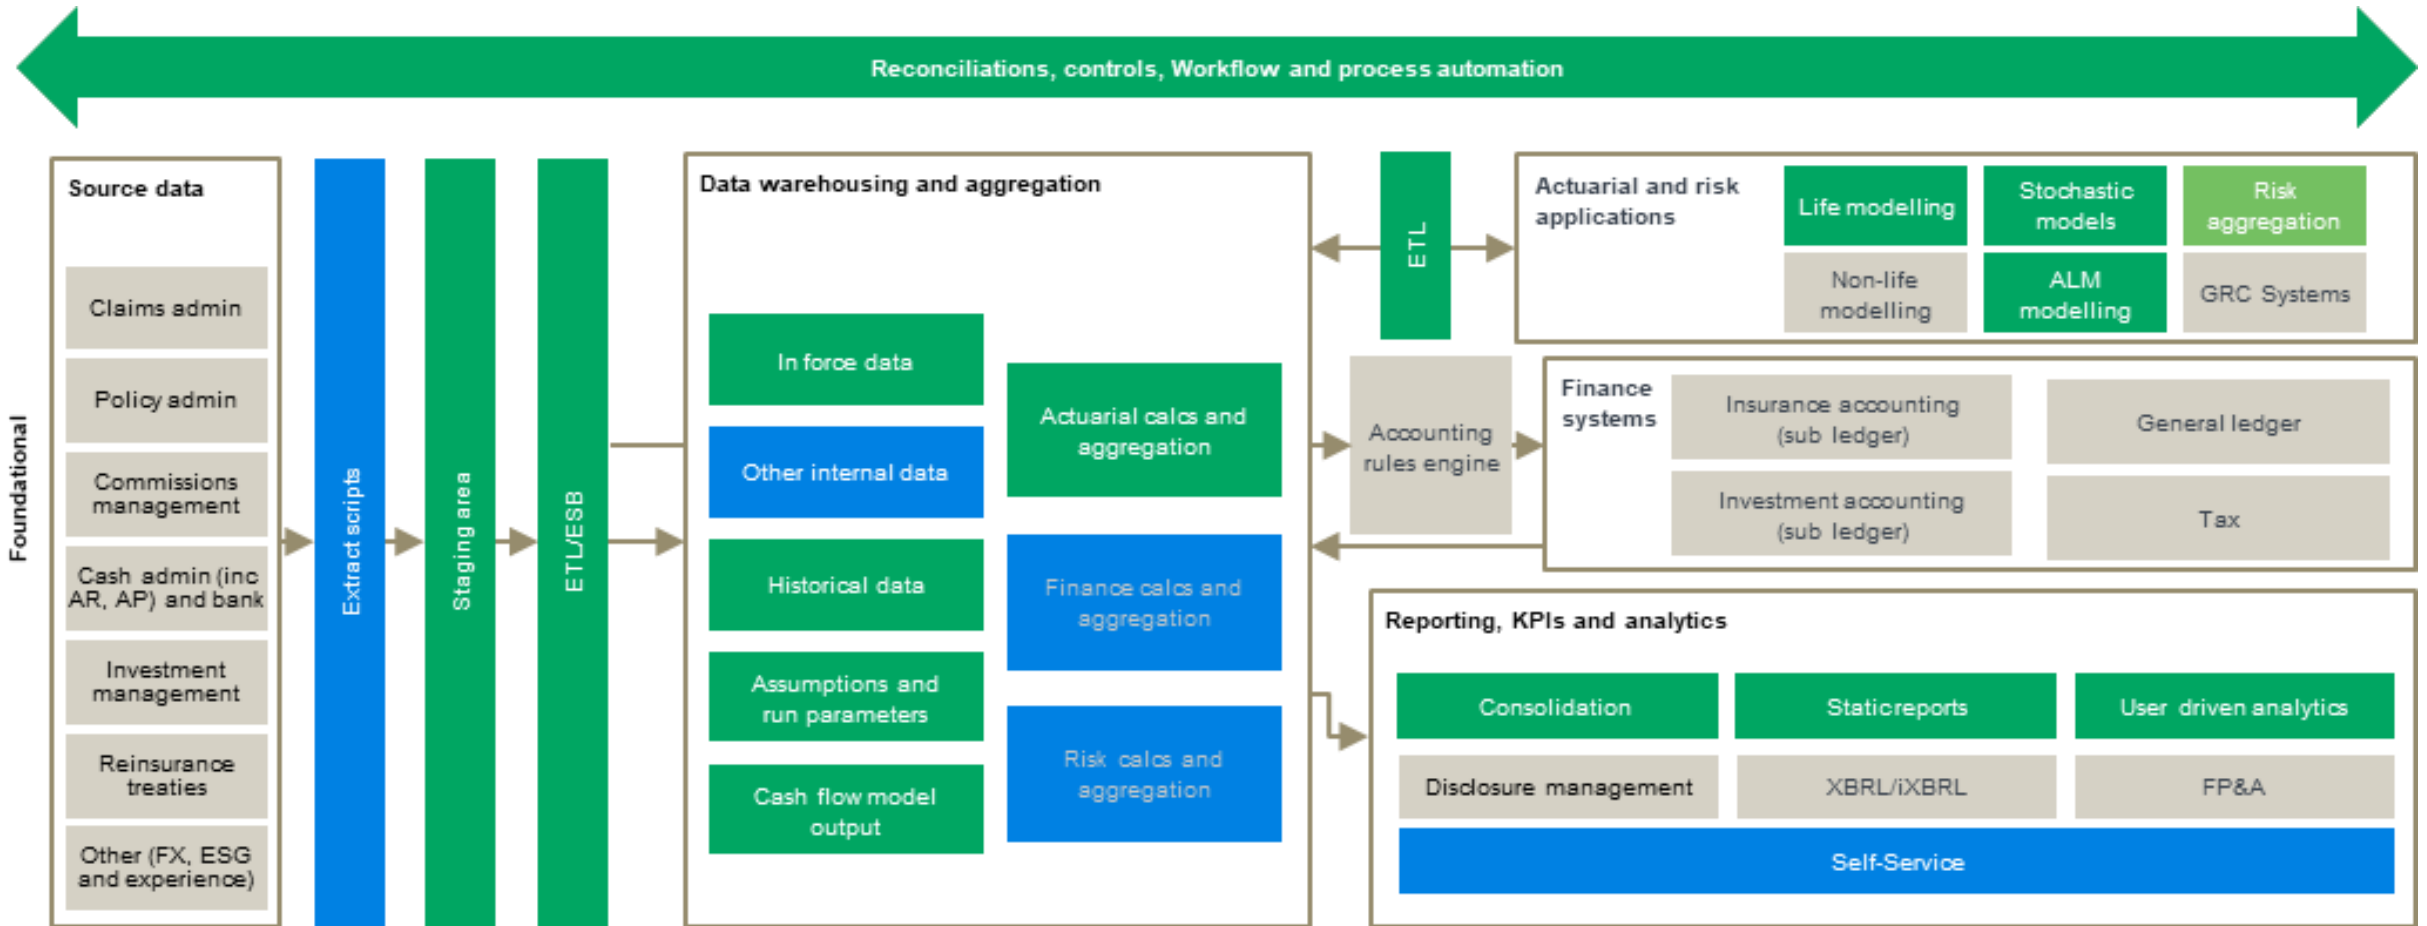 Reconciliations, controls, Workflow and process automation
Foundational
Source data
Claims admin
Policy admin
Commissions
management
Cash admin (inc
AR, AP) and bank
Investment
management
Reinsurance
treaties
Other (FX, ESG
and experience)
Extract scripts
Staging area
ETL/ESB
Data warehousing and aggregation
In force data
Other internal data
Historical data
Assumptions and
run parameters
Cash flow model
output
Actuarial calcs and
aggregation
Finance calcs and
aggregation
Risk calcs and
aggregation
ETL
Actuarial and risk
applications
Life modelling
Stochastic
models
Risk
aggregation
Non-life
modelling
ALM
modelling
GRC Systems
Accounting
rules engine
Finance
systems
Insurance accounting
(sub ledger)
General ledger
Investment accounting
(sub ledger)
Tax
Reporting, KPIs and analytics
Consolidation
Static reports
User driven analytics
Disclosure management
XBRL/iXBRL
FP&A
Self-Service